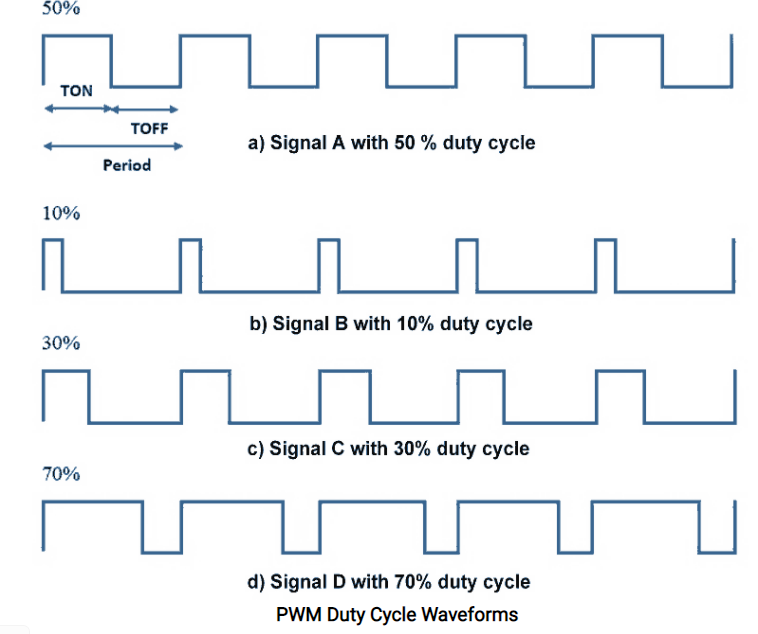 50%
TON
TOFF
Period
a) Signal A with 50 % duty cycle
10%
b) Signal B with 10% duty cycle
30%
c) Signal C with 30% duty cycle
70%
d) Signal D with 70% duty cycle
PWM Duty Cycle Waveforms